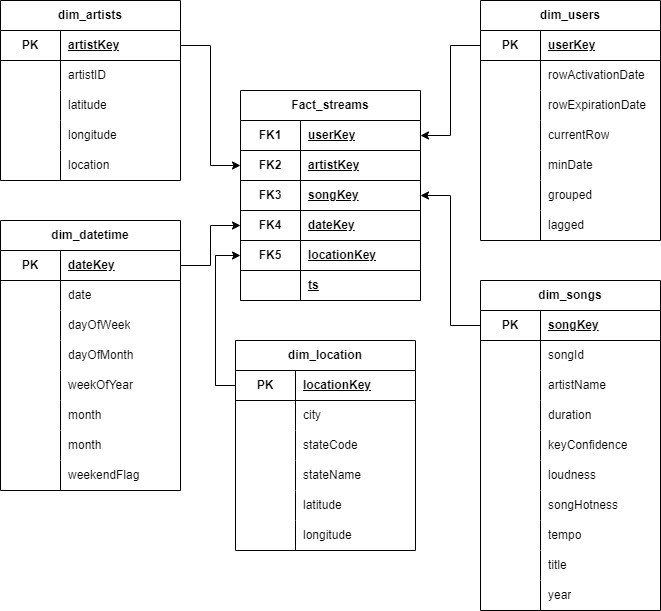 dim_artists
PK artistKey
artistID
latitude
longitude
location
dim_users
PK userKey
rowActivationDate
rowExpirationDate
currentRow
minDate
grouped
lagged
Fact_streams
FK1 userKey
FK2 artistKey
FK3 songKey
FK4 dateKey
FK5 locationKey
ts
dim_datetime
PK dateKey
date
dayOfWeek
dayOfMonth
weekOfYear
month
month
weekendFlag
dim_location
PK locationKey
city
stateCode
stateName
latitude
longitude
dim_songs
PK songKey
songId
artistName
duration
keyConfidence
loudness
songHotness
tempo
title
year